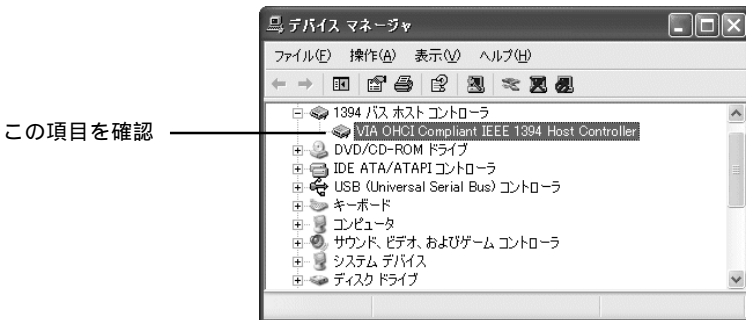 デバイス マネージャ
ファイル(F) 操作(A) 表示(V) ヘルプ(H)
この項目を確認
1394 バス ホスト コントローラ
VIA OHCI Compliant IEEE 1394 Host Controller
DVD/CD-ROM ドライブ
IDE ATA/ATAPI コントローラ
USB (Universal Serial Bus) コントローラ
キーボード
コンピュータ
サウンド、ビデオ、およびゲーム コントローラ
システム デバイス
ディスク ドライブ